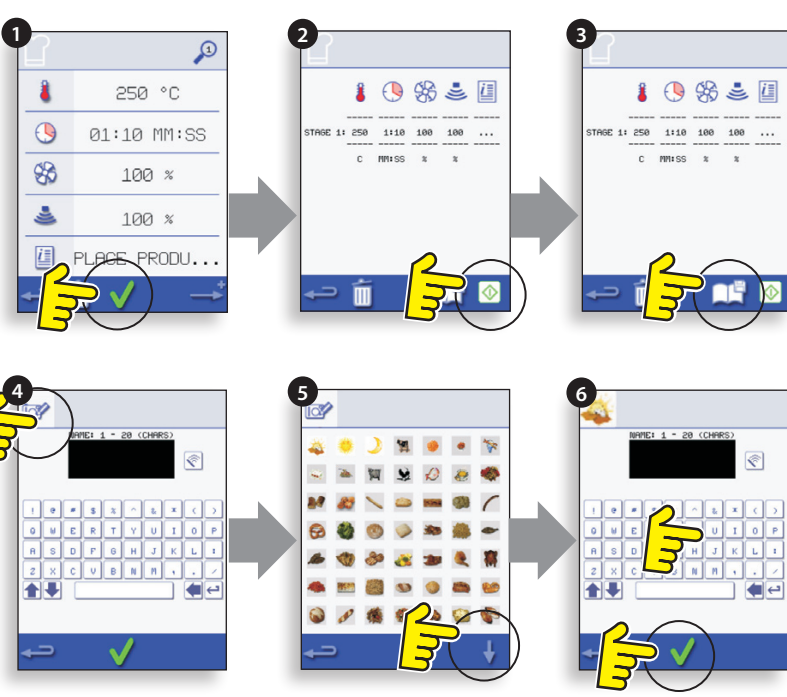 1
1
250 °C
01:10 MM:SS
100 %
100 %
i
PLACE PRODU...
2
i
STAGE 1: 250 1:10 100 100 ...
C MM:SS % %
3
i
STAGE 1: 250 1:10 100 100 ...
C MM:SS % %
4
NAME: 1 - 20 (CHARS)
! @ # $ % ^ & * ( )
Q W E R T Y U I O P
A S D F G H J K L :
Z X C V B N M , . /
5
6
NAME: 1 - 20 (CHARS)
! @ # ^ & * ( )
Q W E U I O P
A S D H J K L :
Z X C N M , . /